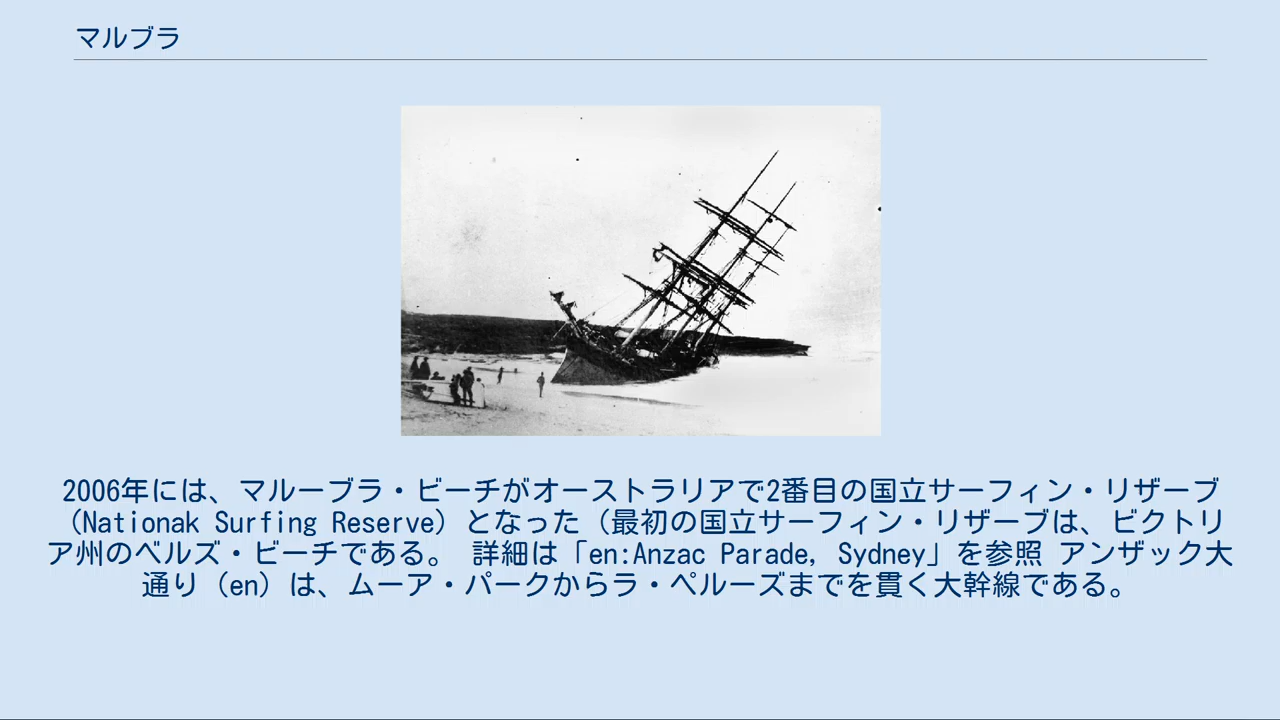 マルブラ
2006年には、マルーブラ・ビーチがオーストラリアで2番目の国立サーフィン・リザーブ
（Nationak Surfing Reserve）となった（最初の国立サーフィン・リザーブは、ビクトリ
ア州のベルズ・ビーチである。 詳細は「en:Anzac Parade, Sydney」を参照 アンザック大
通り（en）は、ムーア・パークからラ・ペルーズまでを貫く大幹線である。